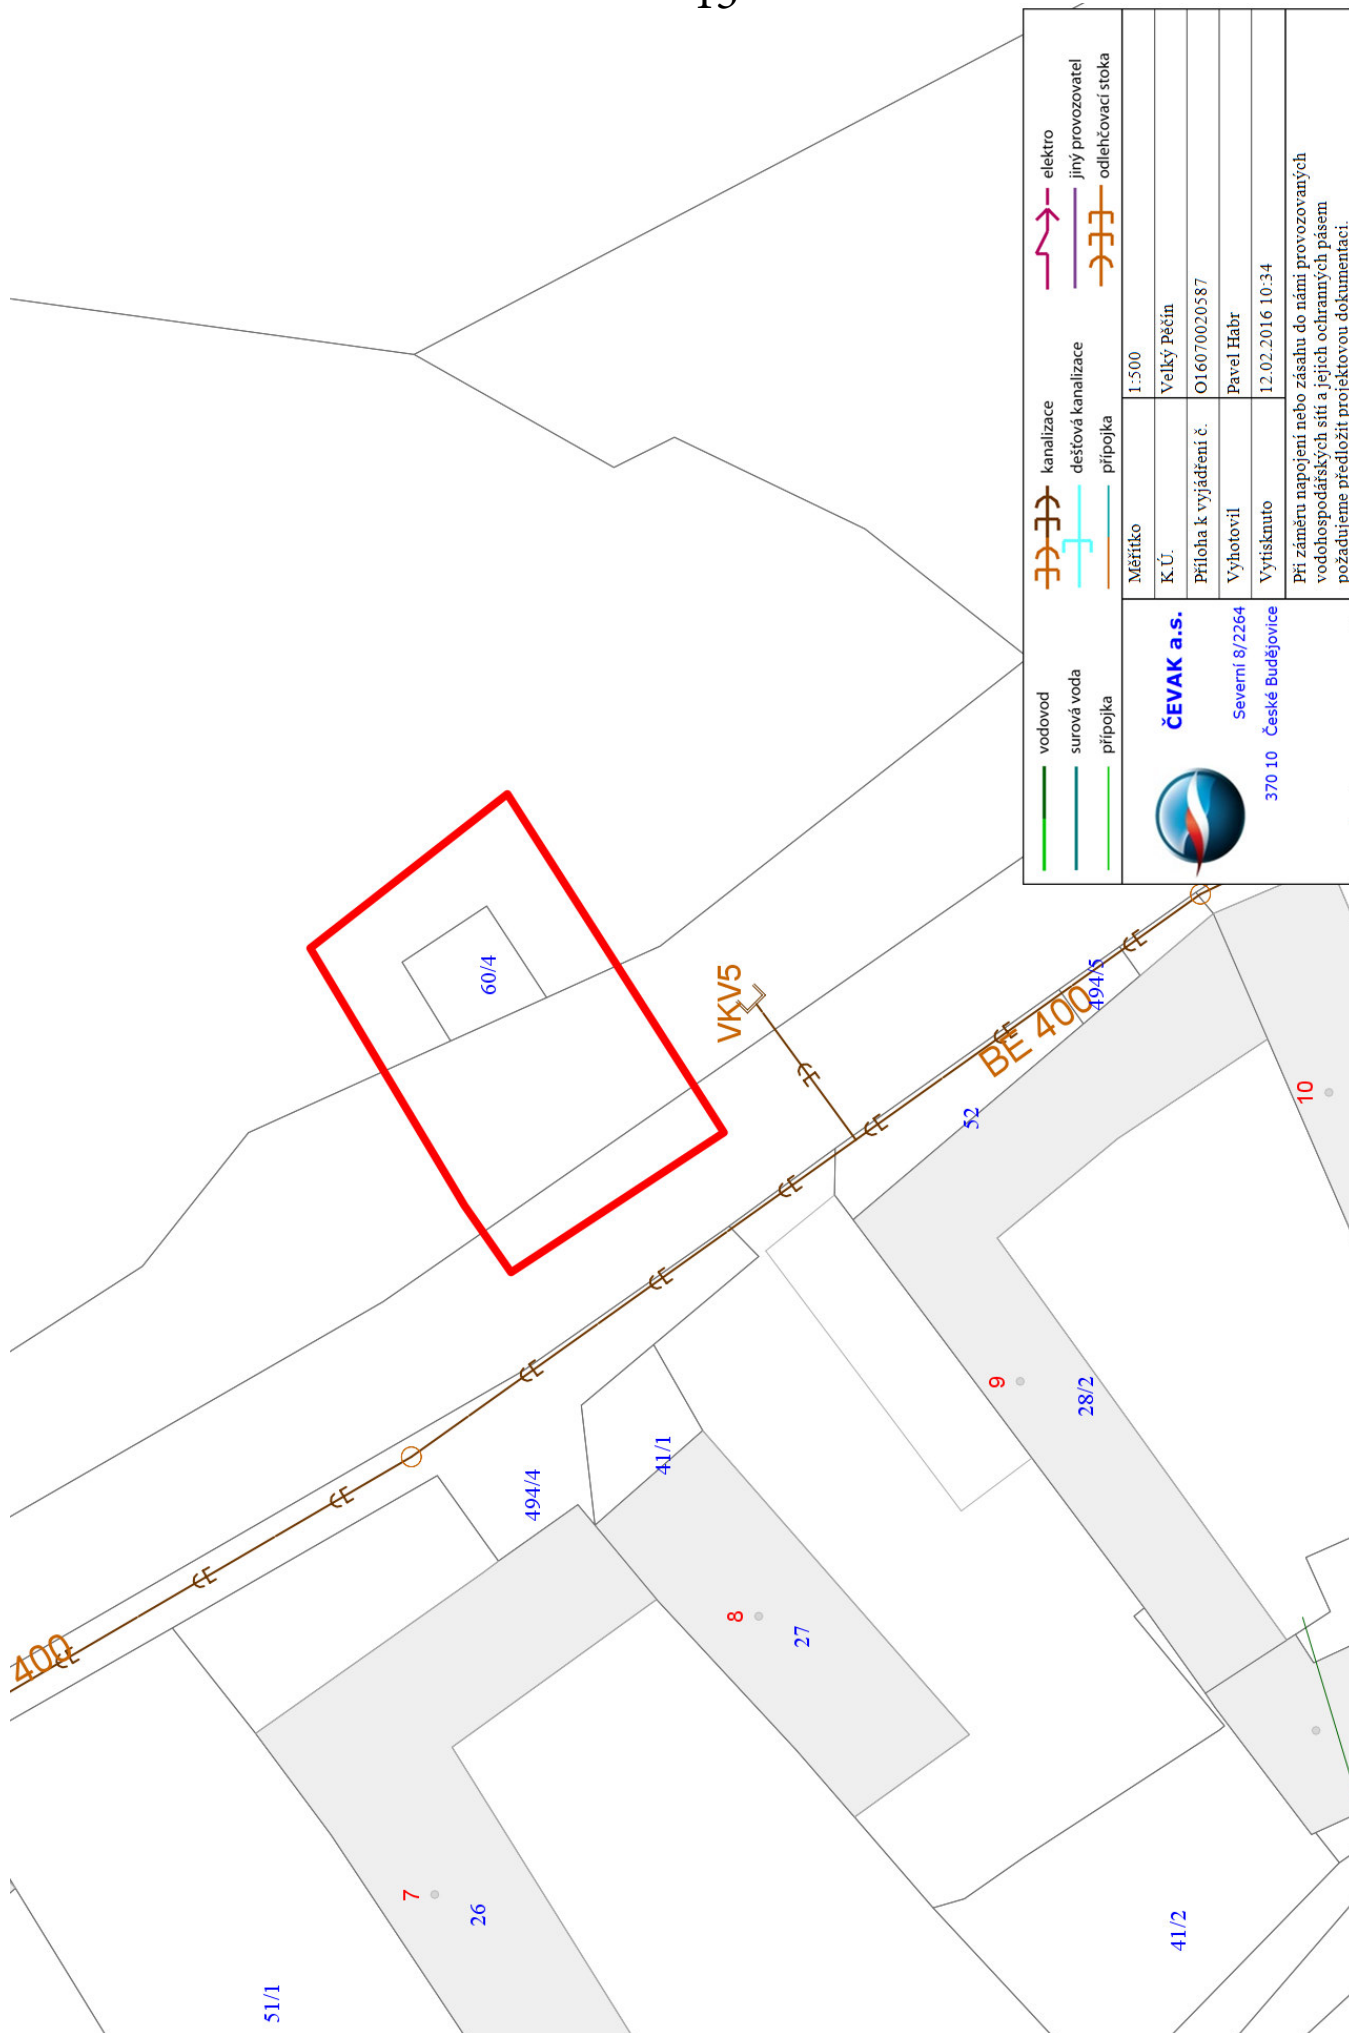 13
vodovod
surová voda
přípojka
kanalizace
dešťová kanalizace
přípojka
elektro
jiný provozovatel
odlehčovací stoka
ČEVAK a.s.
Severní 8/2264
370 10 České Budějovice
Měřítko 1:500
K.Ú. Velký Pěčín
Příloha k vyjádření č. O16070020587
Vyhotovil Pavel Habr
Vytisknuto 12.02.2016 10:34
Při záměru napojení nebo zásahu do námi provozovaných
vodohospodářských sítí a jejich ochranných pásem
požadujeme předložit projektovou dokumentaci.
60/4
VKV5
BE 400
494/5
52
10
9
28/2
41/1
494/4
8
27
400
7
26
51/1
41/2